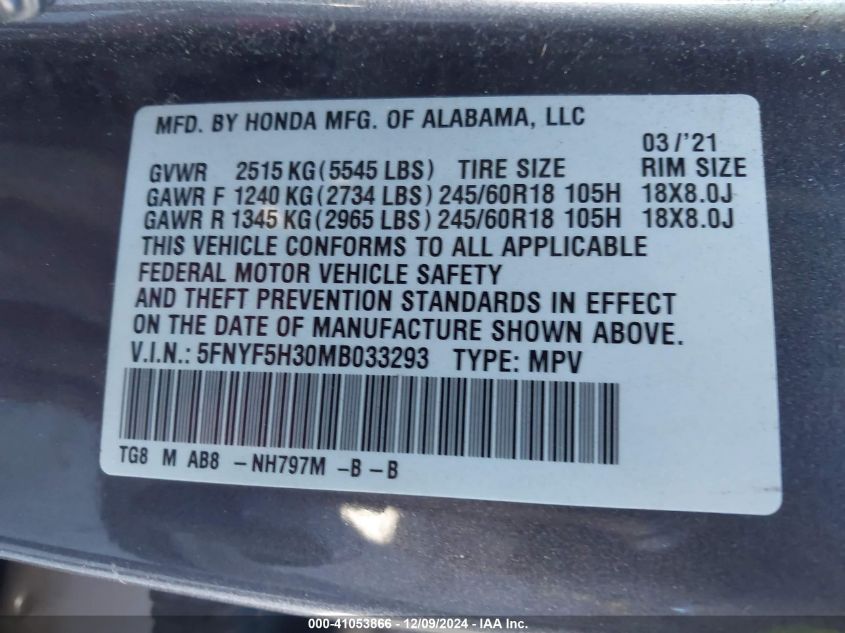 MFD. BY HONDA MFG. OF ALABAMA, LLC
03/'21
GVWR 2515 KG(5545 LBS) TIRE SIZE RIM SIZE
GAWR F 1240 KG(2734 LBS) 245/60R18 105H 18X8.0J
GAWR R 1345 KG(2965 LBS) 245/60R18 105H 18X8.0J
THIS VEHICLE CONFORMS TO ALL APPLICABLE
FEDERAL MOTOR VEHICLE SAFETY
AND THEFT PREVENTION STANDARDS IN EFFECT
ON THE DATE OF MANUFACTURE SHOWN ABOVE.
V.I.N.: 5FNYF5H30MB033293 TYPE: MPV
TG8 M AB8 -NH797M -B-B
000-41053866 - 12/09/2024 - IAA Inc.